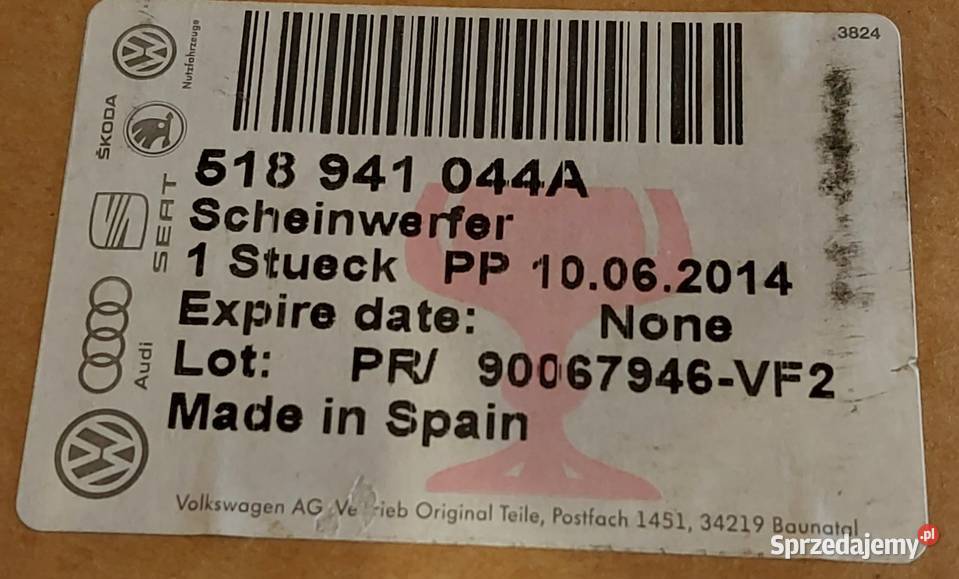 3824
Nutzfahrzeuge
ŠKODA
SEAT
Audi
518 941 044A
Scheinwerfer
1 Stueck PP 10.06.2014
Expire date: None
Lot: PR/ 90067946-VF2
Made in Spain
Volkswagen AG, Vertrieb Original Teile, Postfach 1451, 34219 Baunatal
Sprzedajemy.pl